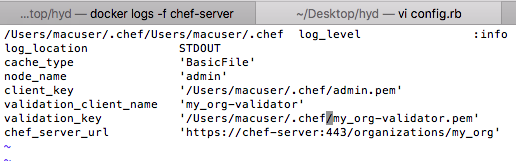 ...top/hyd — docker logs -f chef-server
~/Desktop/hyd — vi config.rb
/Users/macuser/.chef/Users/macuser/.chef  log_level                :info
log_location             STDOUT
cache_type               'BasicFile'
node_name                'admin'
client_key               '/Users/macuser/.chef/admin.pem'
validation_client_name   'my_org-validator'
validation_key           '/Users/macuser/.chef/my_org-validator.pem'
chef_server_url          'https://chef-server:443/organizations/my_org'
~
~